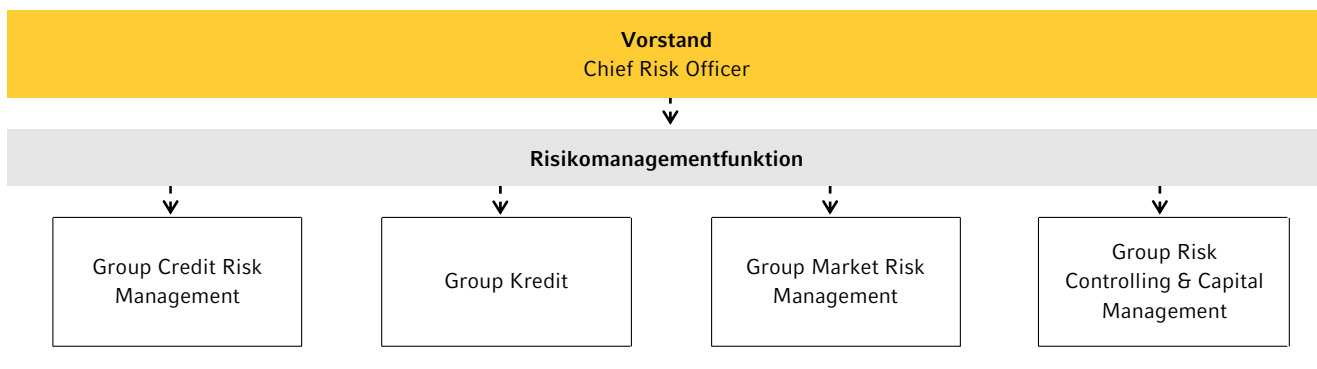 Vorstand
Chief Risk Officer
Risikomanagementfunktion
Group Credit Risk
Management
Group Kredit
Group Market Risk
Management
Group Risk
Controlling & Capital
Management